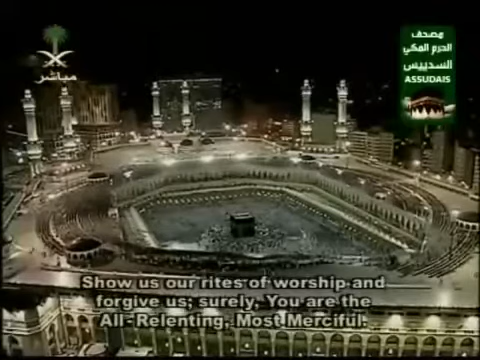 مباشر
مصحف
الحرم المكي
السديس
ASSUDAIS
Show us our rites of worship and
forgive us; surely, You are the
All-Relenting, Most Merciful.